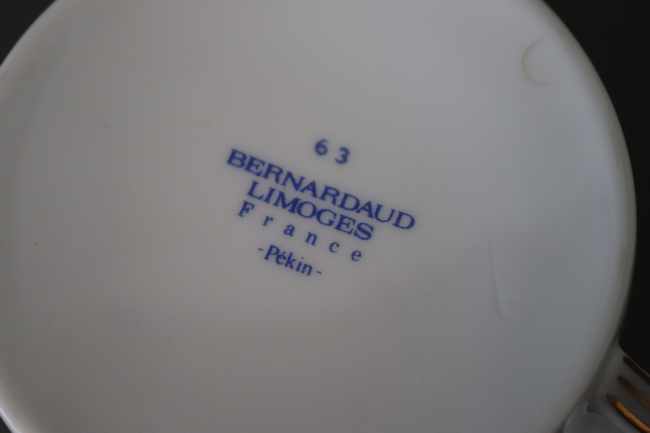 63
BERNARDAUD
LIMOGES
France
-Pékin-